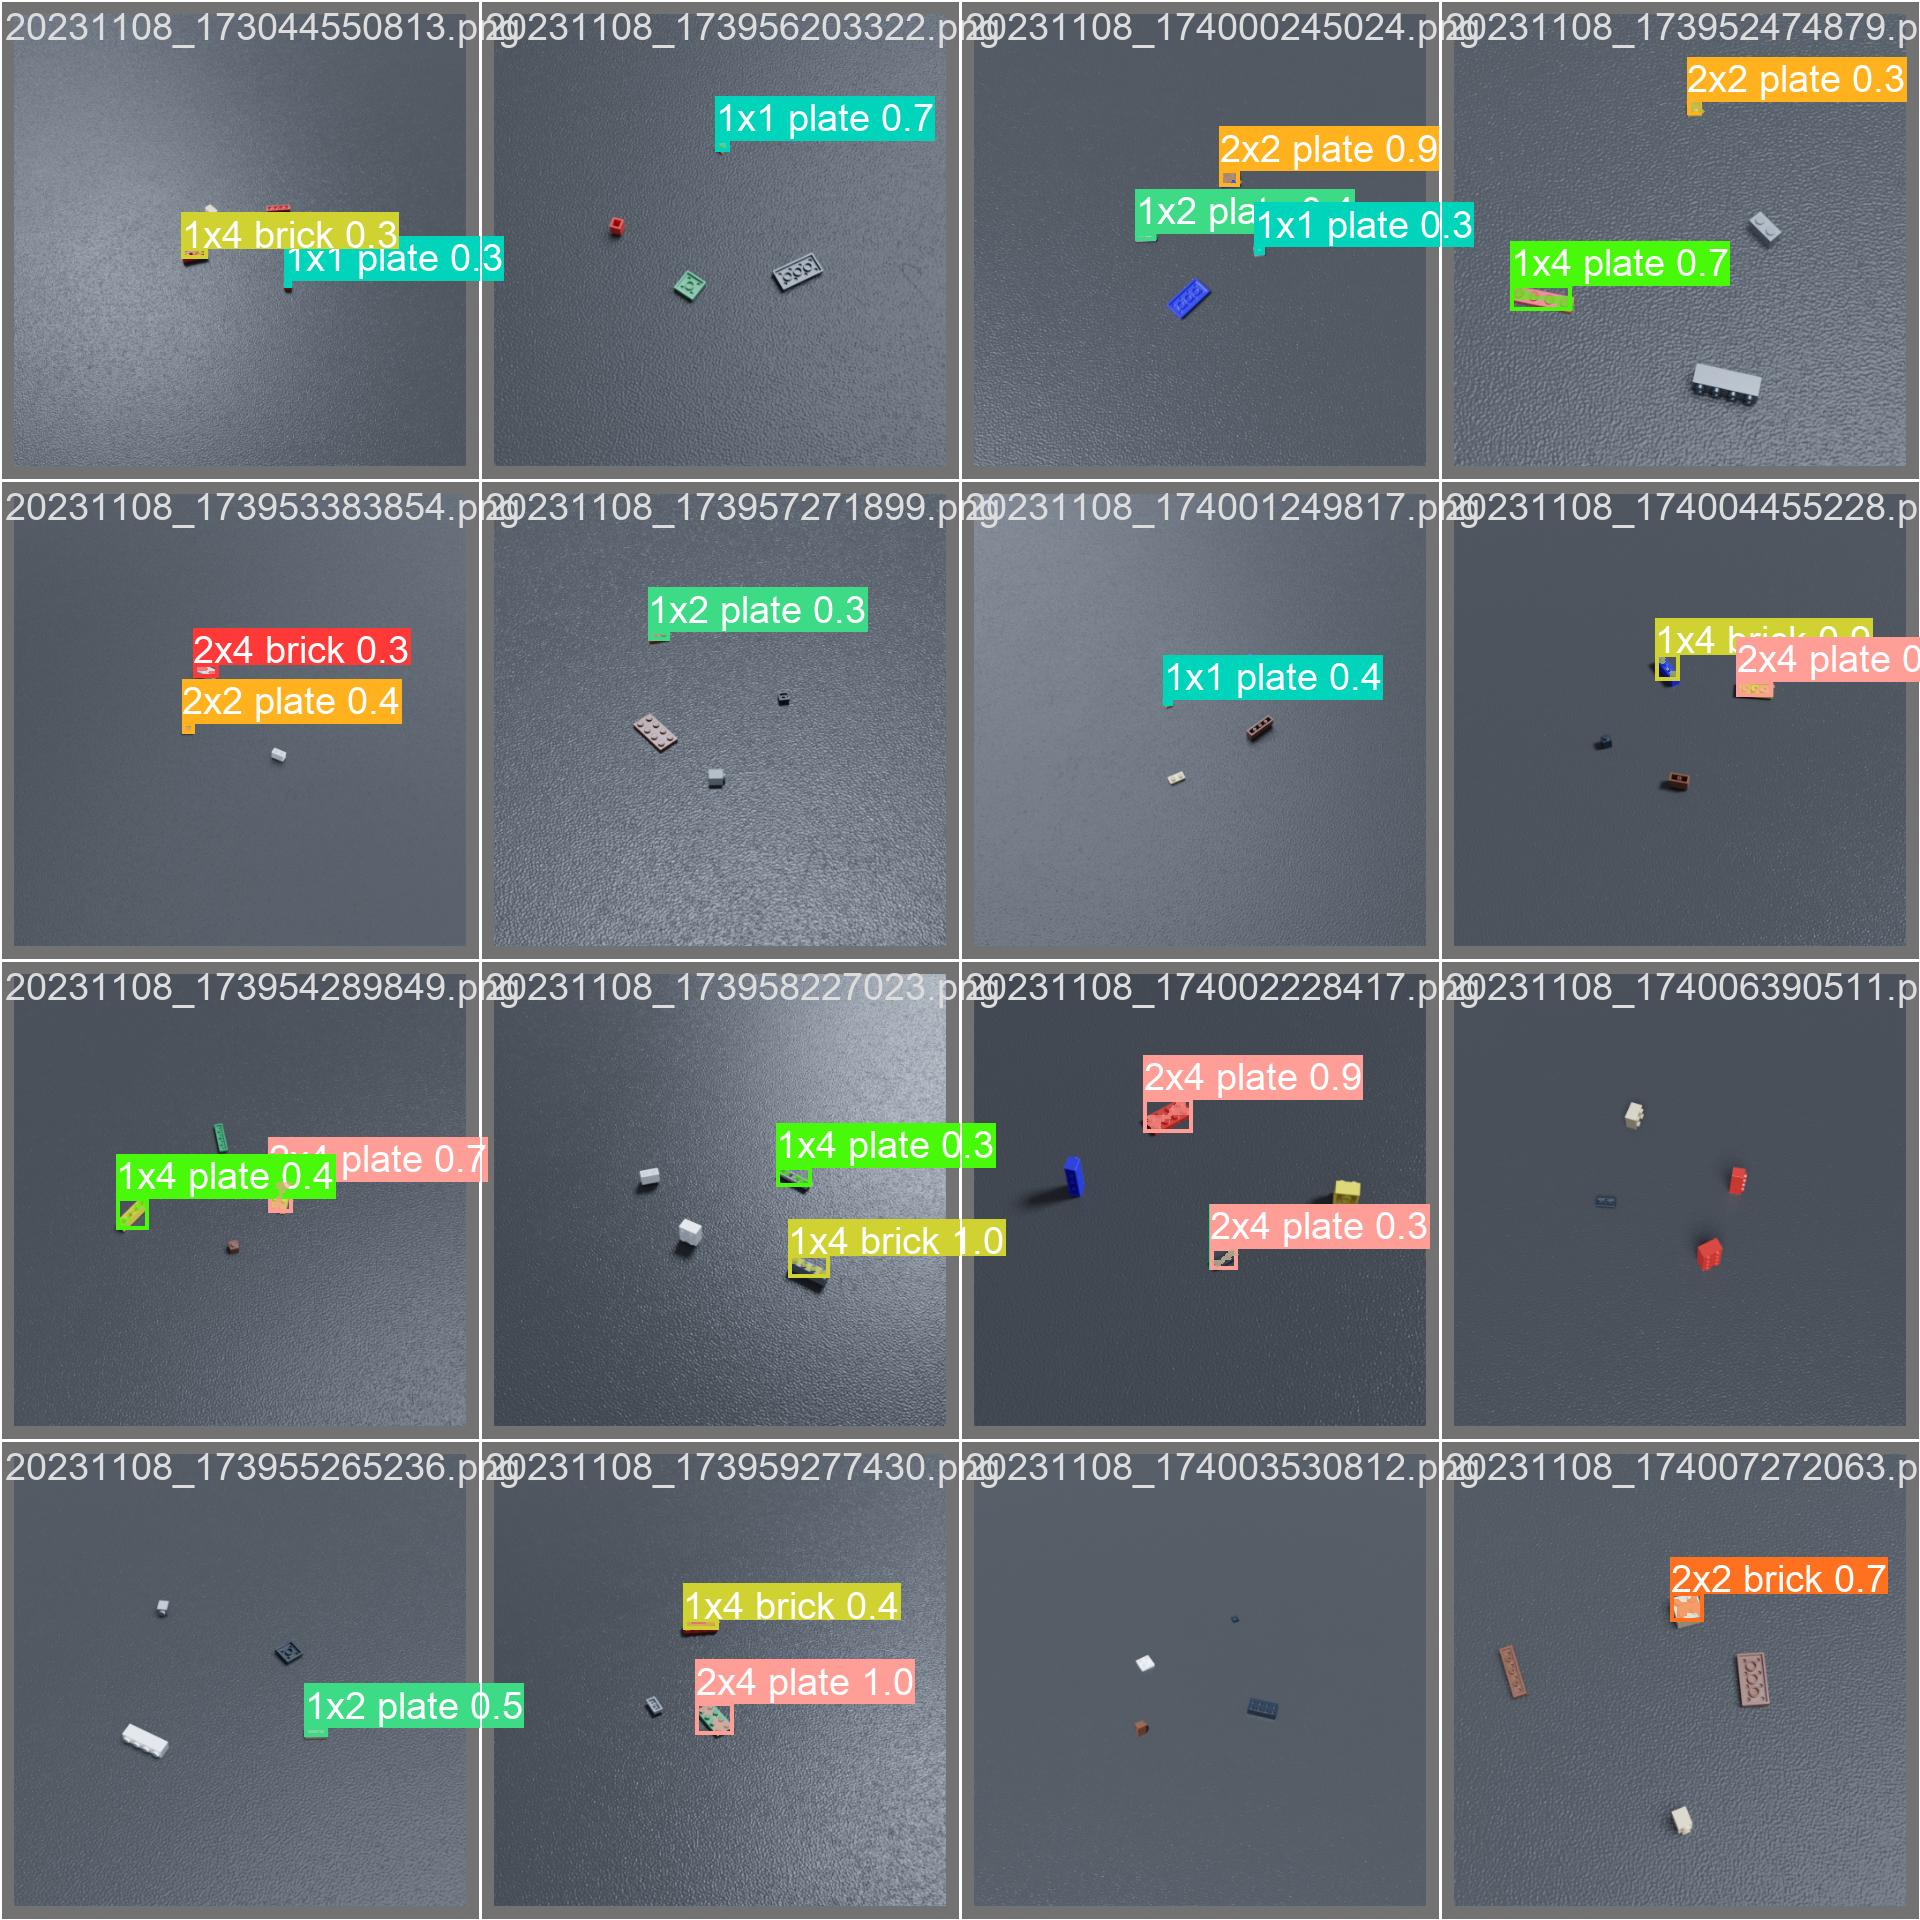 20231108_173044550813.png
20231108_173956203322.png
20231108_174000245024.png
20231108_173952474879.p
1x4 brick 0.3
1x1 plate 0.3
1x1 plate 0.7
2x2 plate 0.9
1x2 pla
1x1 plate 0.3
2x2 plate 0.3
1x4 plate 0.7
20231108_173953383854.png
20231108_173957271899.png
20231108_174001249817.png
20231108_174004455228.p
2x4 brick 0.3
2x2 plate 0.4
1x2 plate 0.3
1x1 plate 0.4
1x4 brick 0.9
2x4 plate 0
20231108_173954289849.png
20231108_173958227023.png
20231108_174002228417.png
20231108_174006390511.p
1x4 plate 0.4
plate 0.7
1x4 plate 0.3
1x4 brick 1.0
2x4 plate 0.9
2x4 plate 0.3
20231108_173955265236.png
20231108_173959277430.png
20231108_174003530812.png
20231108_174007272063.p
1x2 plate 0.5
1x4 brick 0.4
2x4 plate 1.0
2x2 brick 0.7